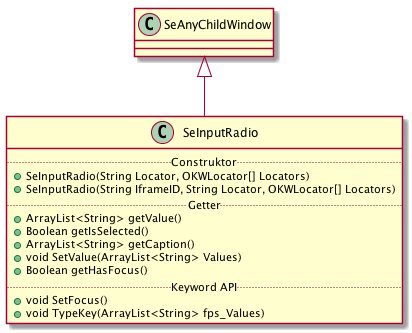 C SeAnyChildWindow
C SeInputRadio
Construktor
SeInputRadio(String Locator, OKWLocator[] Locators)
SeInputRadio(String IframeID, String Locator, OKWLocator[] Locators)
Getter
ArrayList<String> getValue()
Boolean getIsSelected()
ArrayList<String> getCaption()
void SetValue(ArrayList<String> Values)
Boolean getHasFocus()
Keyword API
void SetFocus()
void TypeKey(ArrayList<String> fps_Values)